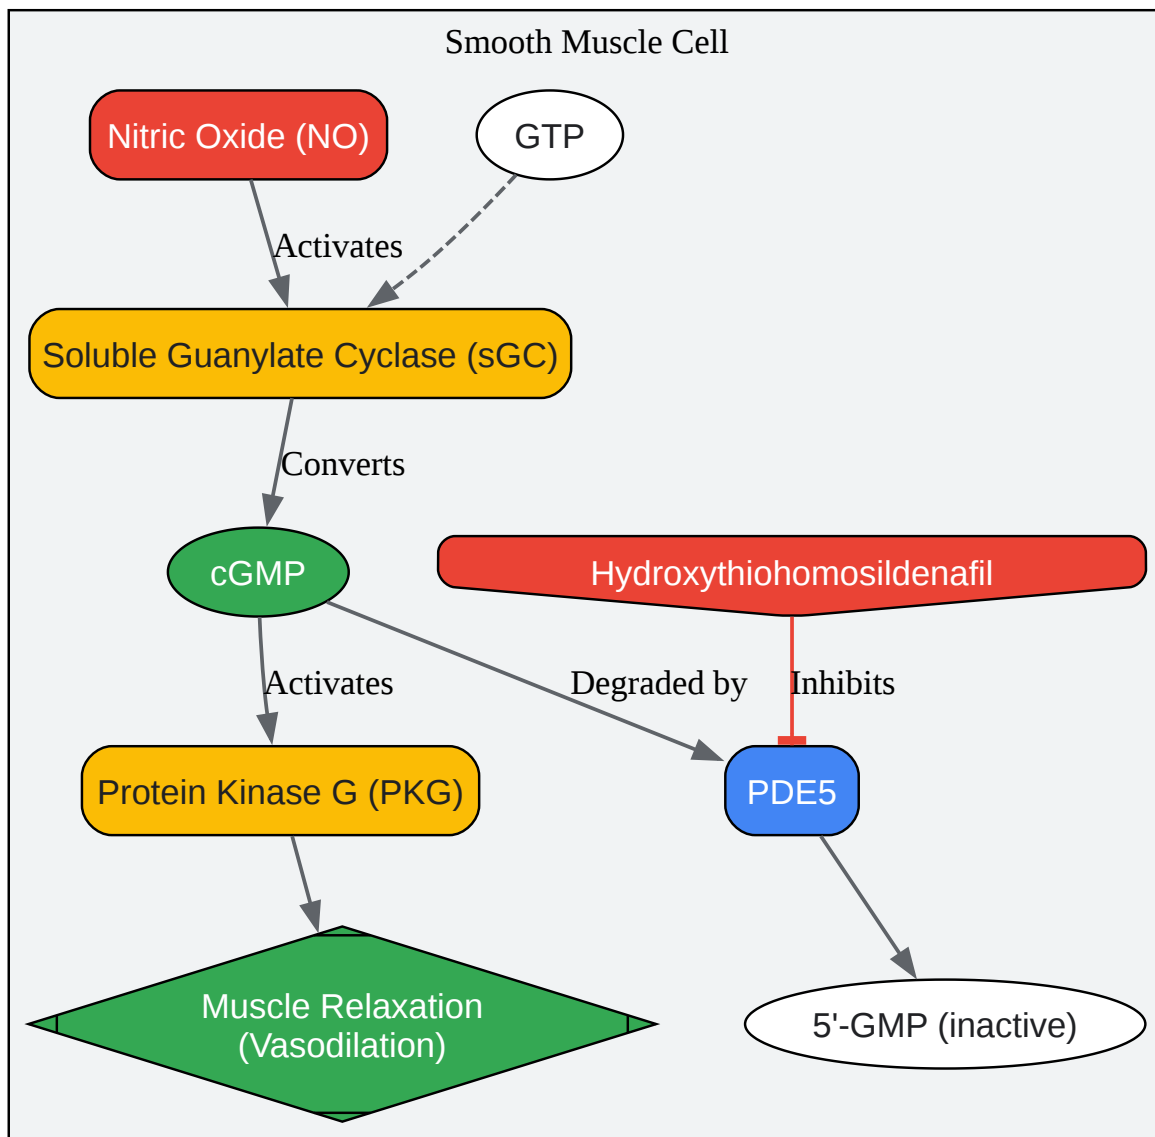 Smooth Muscle Cell
Nitric Oxide (NO)
GTP
Activates
Soluble Guanylate Cyclase (sGC)
Converts
cGMP
Hydroxythiohomosildenafil
Activates
Degraded by
Inhibits
Protein Kinase G (PKG)
PDE5
Muscle Relaxation
(Vasodilation)
5'-GMP (inactive)